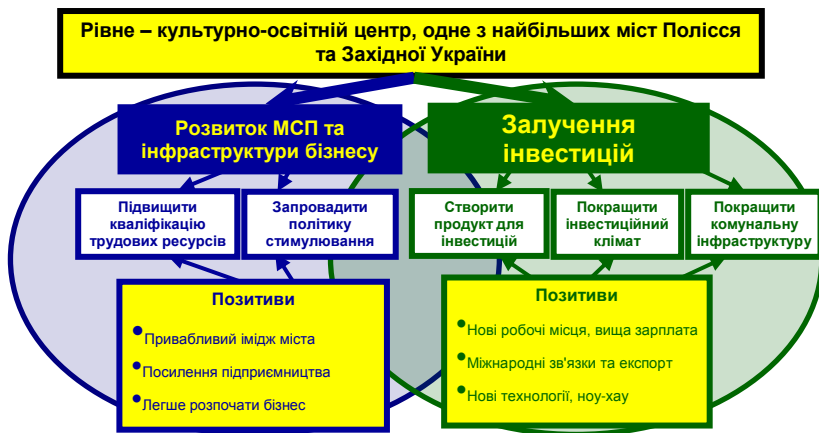 Рівне – культурно-освітній центр, одне з найбільших міст Полісся
та Західної України
Розвиток МСП та
інфраструктури бізнесу
Залучення
інвестицій
Підвищити
кваліфікацію
трудових ресурсів
Запровадити
політику
стимулювання
Створити
продукт для
інвестицій
Покращити
інвестиційний
клімат
Покращити
комунальну
інфраструктуру
Позитиви
•Привабливий імідж міста
•Посилення підприємництва
•Легше розпочати бізнес
Позитиви
•Нові робочі місця, вища зарплата
•Міжнародні зв'язки та експорт
•Нові технології, ноу-хау